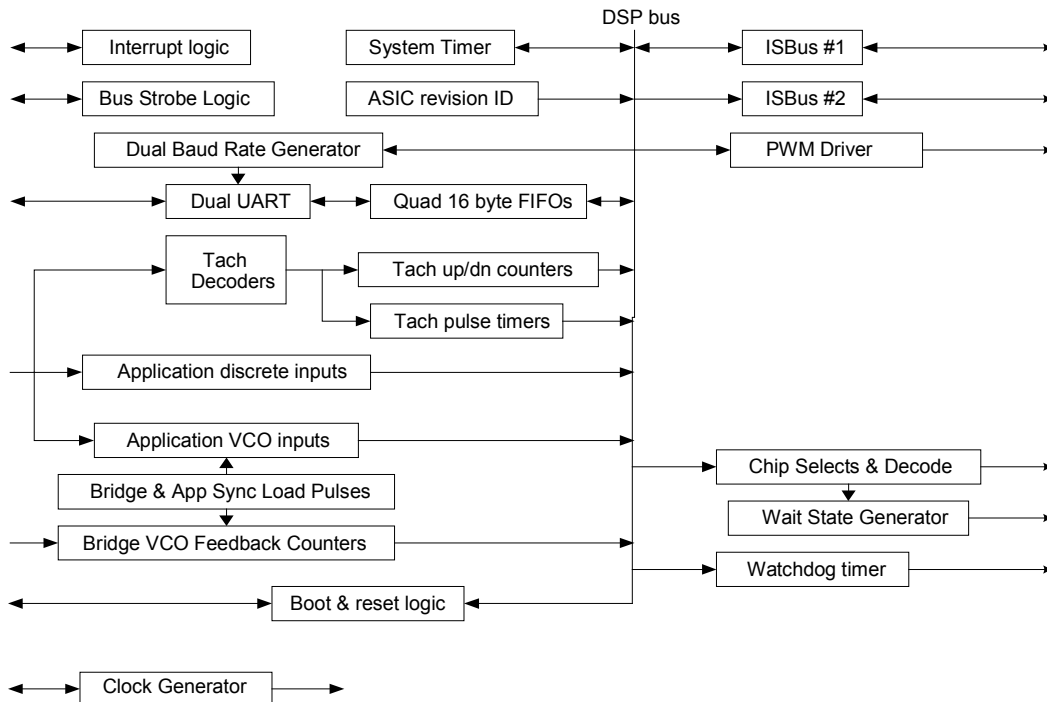 DSP bus
Interrupt logic
System Timer
ISBus #1
Bus Strobe Logic
ASIC revision ID
ISBus #2
Dual Baud Rate Generator
PWM Driver
Dual UART
Quad 16 byte FIFOs
Tach
Decoders
Tach up/dn counters
Tach pulse timers
Application discrete inputs
Application VCO inputs
Chip Selects & Decode
Bridge & App Sync Load Pulses
Wait State Generator
Bridge VCO Feedback Counters
Watchdog timer
Boot & reset logic
Clock Generator